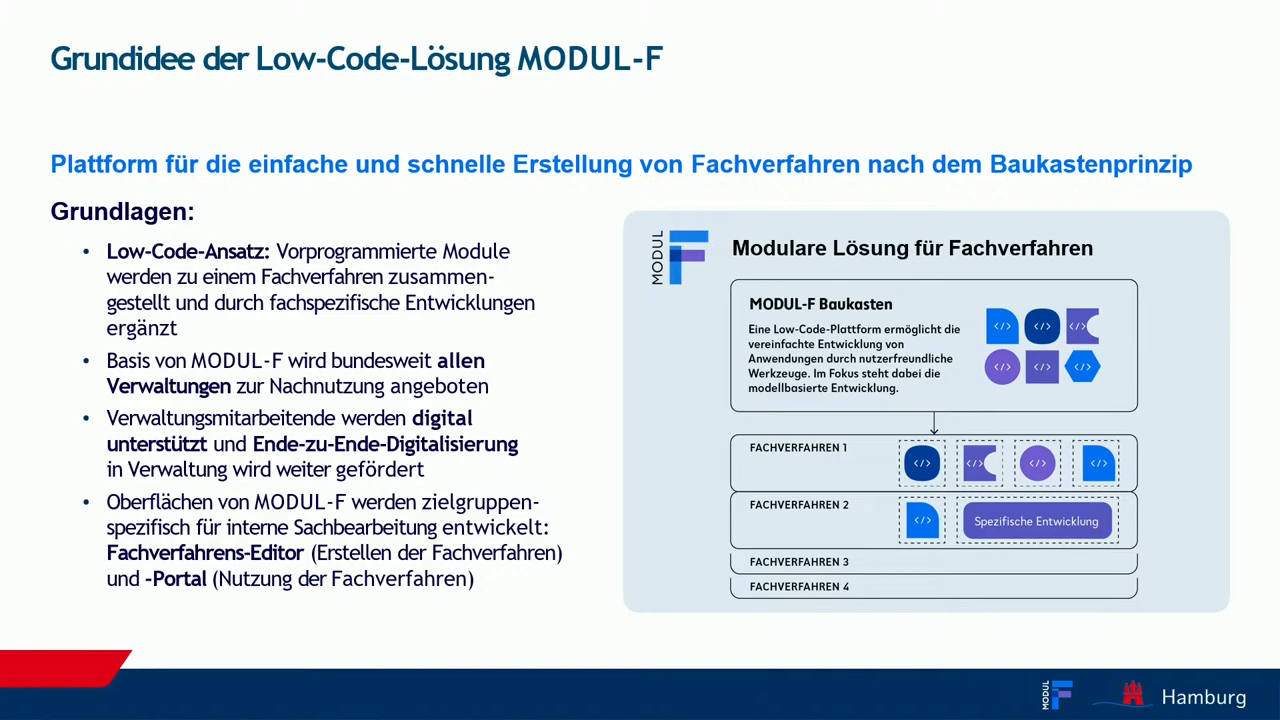 Grundidee der Low-Code-Lösung MODUL-F
Plattform für die einfache und schnelle Erstellung von Fachverfahren nach dem Baukastenprinzip
Grundlagen:
• Low-Code-Ansatz: Vorprogrammierte Module
werden zu einem Fachverfahren zusammen-
gestellt und durch fachspezifische Entwicklungen
ergänzt
• Basis von MODUL-F wird bundesweit allen
Verwaltungen zur Nachnutzung angeboten
• Verwaltungsmitarbeitende werden digital
unterstützt und Ende-zu-Ende-Digitalisierung
in Verwaltung wird weiter gefördert
• Oberflächen von MODUL-F werden zielgruppen-
spezifisch für interne Sachbearbeitung entwickelt:
Fachverfahrens-Editor (Erstellen der Fachverfahren)
und -Portal (Nutzung der Fachverfahren)
MODUL F
Modulare Lösung für Fachverfahren
MODUL-F Baukasten
Eine Low-Code-Plattform ermöglicht die
vereinfachte Entwicklung von
Anwendungen durch nutzerfreundliche
Werkzeuge. Im Fokus steht dabei die
modellbasierte Entwicklung.
</> </> </>
</> </> </>
FACHVERFAHREN 1
</> </> </> </>
FACHVERFAHREN 2
</> Spezifische Entwicklung
FACHVERFAHREN 3
FACHVERFAHREN 4
MODUL F
Hamburg